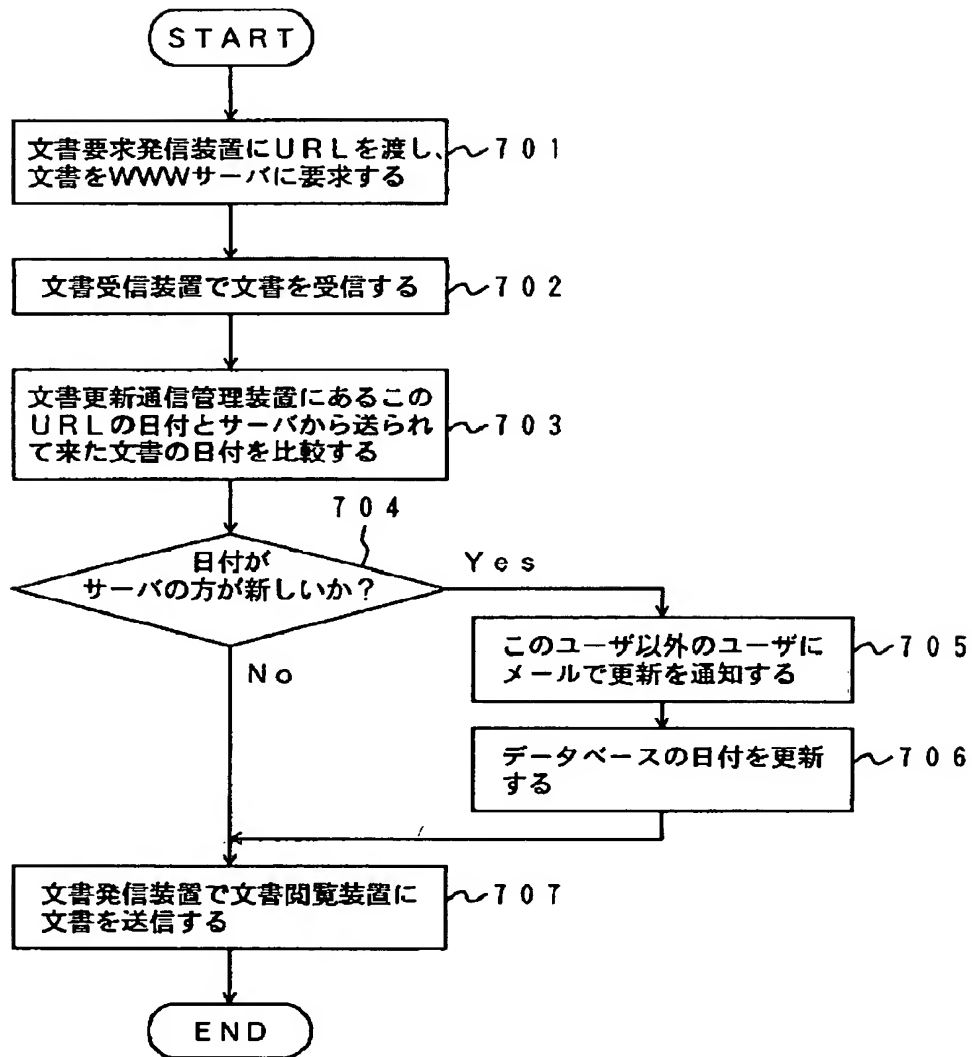 START
文書要求発信装置にURLを渡し、
文書をWWWサーバに要求する
701
文書受信装置で文書を受信する
702
文書更新通信管理装置にあるこの
URLの日付とサーバから送られ
て来た文書の日付を比較する
703
704
日付が
サーバの方が新しいか?
Yes
No
このユーザ以外のユーザに
メールで更新を通知する
705
データベースの日付を更新
する
706
文書発信装置で文書閲覧装置に
文書を送信する
707
END